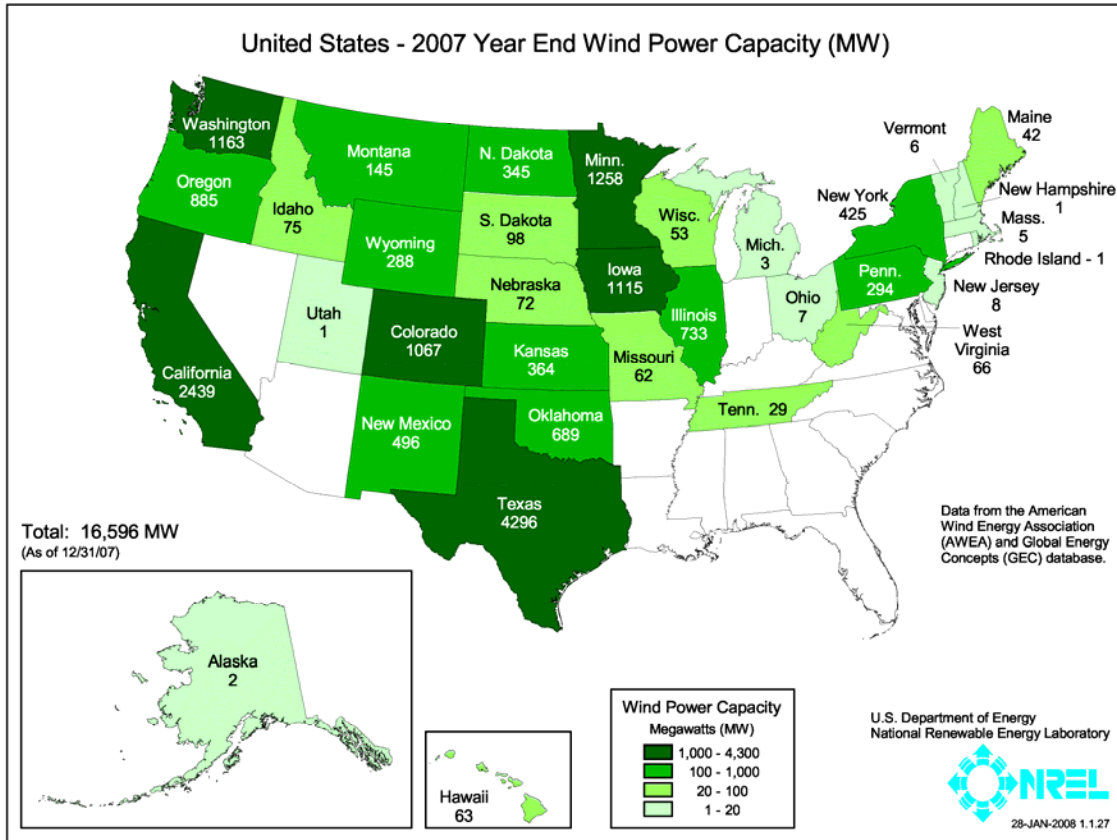 United States - 2007 Year End Wind Power Capacity (MW)
Washington
1163
Oregon
885
California
2439
Idaho
75
Montana
145
Wyoming
288
Utah
1
Colorado
1067
New Mexico
496
N. Dakota
345
S. Dakota
98
Nebraska
72
Kansas
364
Oklahoma
689
Texas
4296
Minn.
1258
Iowa
1115
Missouri
62
Wisc.
53
Illinois
733
Mich.
3
Ohio
7
Tenn. 29
Vermont
6
Maine
42
New York
425
New Hampshire
1
Mass.
5
Rhode Island - 1
Penn.
294
New Jersey
8
West
Virginia
66
Total: 16,596 MW
(As of 12/31/07)
Data from the American
Wind Energy Association
(AWEA) and Global Energy
Concepts (GEC) database.
Alaska
2
Hawaii
63
Wind Power Capacity
Megawatts (MW)
1,000 - 4,300
100 - 1,000
20 - 100
1 - 20
U.S. Department of Energy
National Renewable Energy Laboratory
NREL
28-JAN-2008 1.1.27